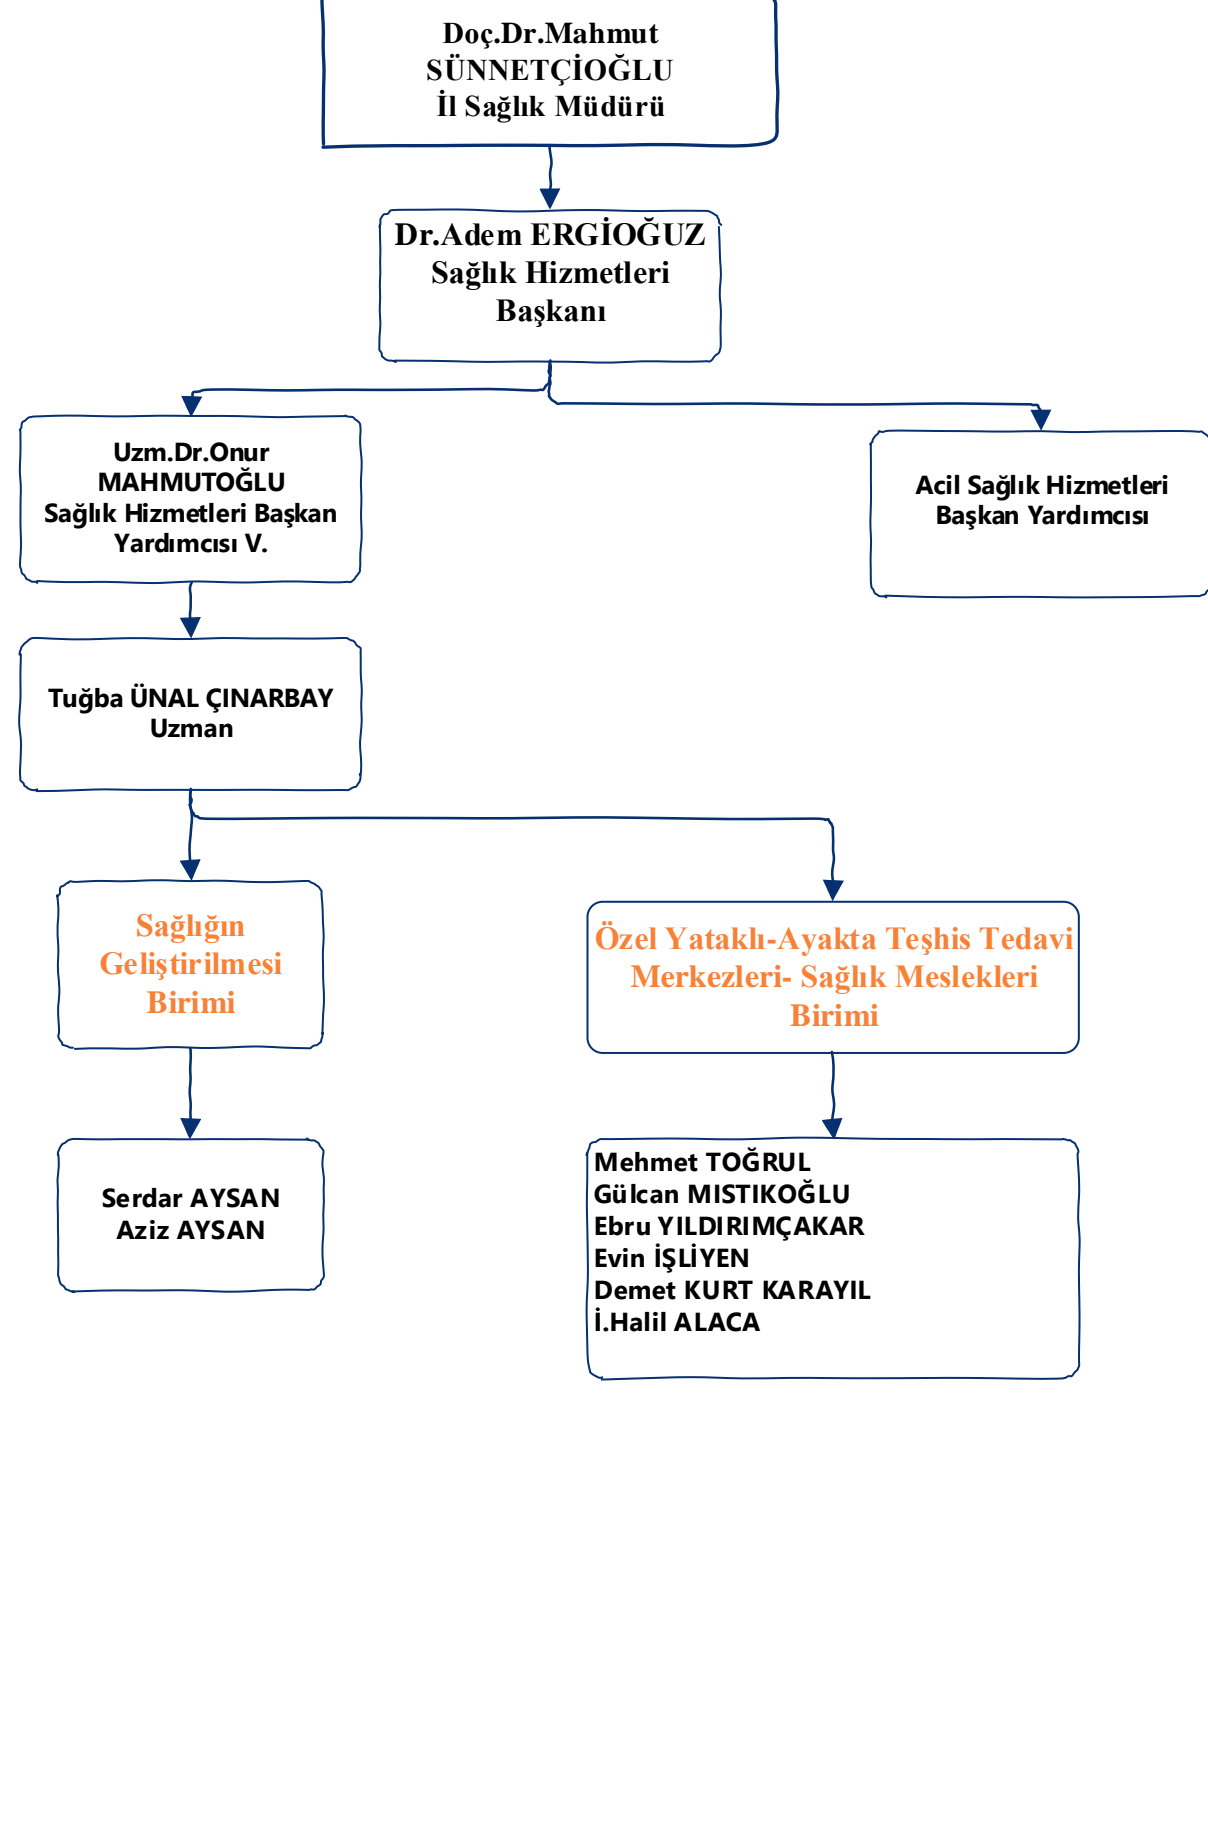 Doç.Dr.Mahmut
SÜNNETÇİOĞLU
İl Sağlık Müdürü
Dr.Adem ERGİOĞUZ
Sağlık Hizmetleri
Başkanı
Uzm.Dr.Onur
MAHMUTOĞLU
Sağlık Hizmetleri Başkan
Yardımcısı V.
Acil Sağlık Hizmetleri
Başkan Yardımcısı
Tuğba ÜNAL ÇINARBAY
Uzman
Sağlığın
Geliştirilmesi
Birimi
Özel Yataklı-Ayakta Teşhis Tedavi
Merkezleri- Sağlık Meslekleri
Birimi
Serdar AYSAN
Aziz AYSAN
Mehmet TOĞRUL
Gülcan MISTIKOĞLU
Ebru YILDIRIMÇAKAR
Evin İŞLİYEN
Demet KURT KARAYIL
İ.Halil ALACA